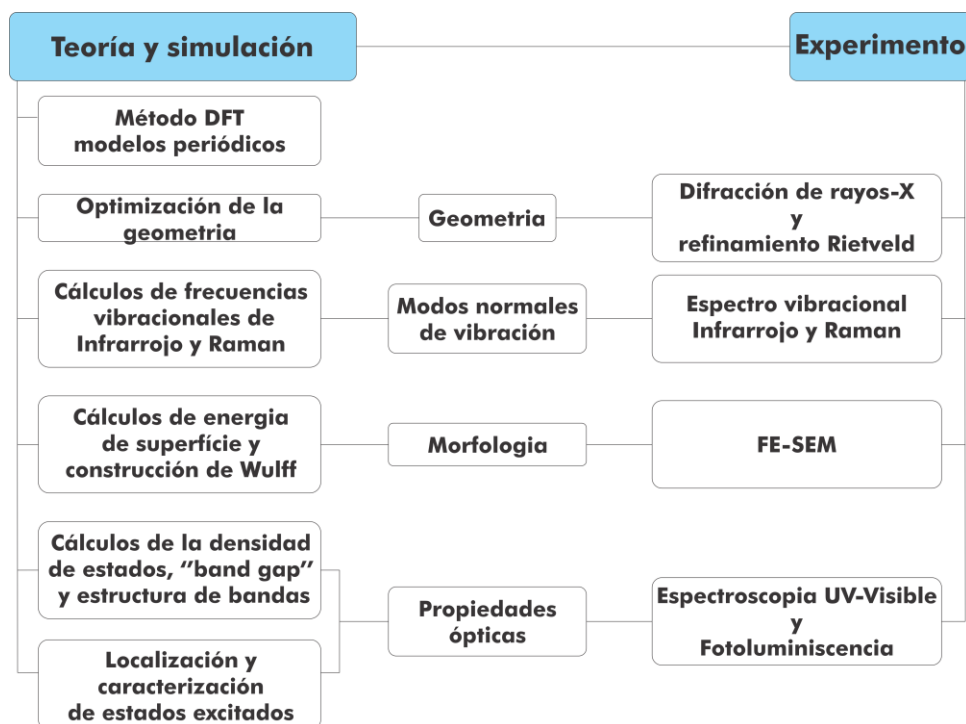 Teoría y simulación
Experimento
Método DFT
modelos periódicos
Optimización de la
geometria
Geometria
Difracción de rayos-X
y
refinamiento Rietveld
Cálculos de frecuencias
vibracionales de
Infrarrojo y Raman
Modos normales
de vibración
Espectro vibracional
Infrarrojo y Raman
Cálculos de energia
de superfície y
construcción de Wulff
Morfologia
FE-SEM
Cálculos de la densidad
de estados, ‘‘band gap’’
y estructura de bandas
Propiedades
ópticas
Espectroscopia UV-Visible
y
Fotoluminiscencia
Localización y
caracterización
de estados excitados